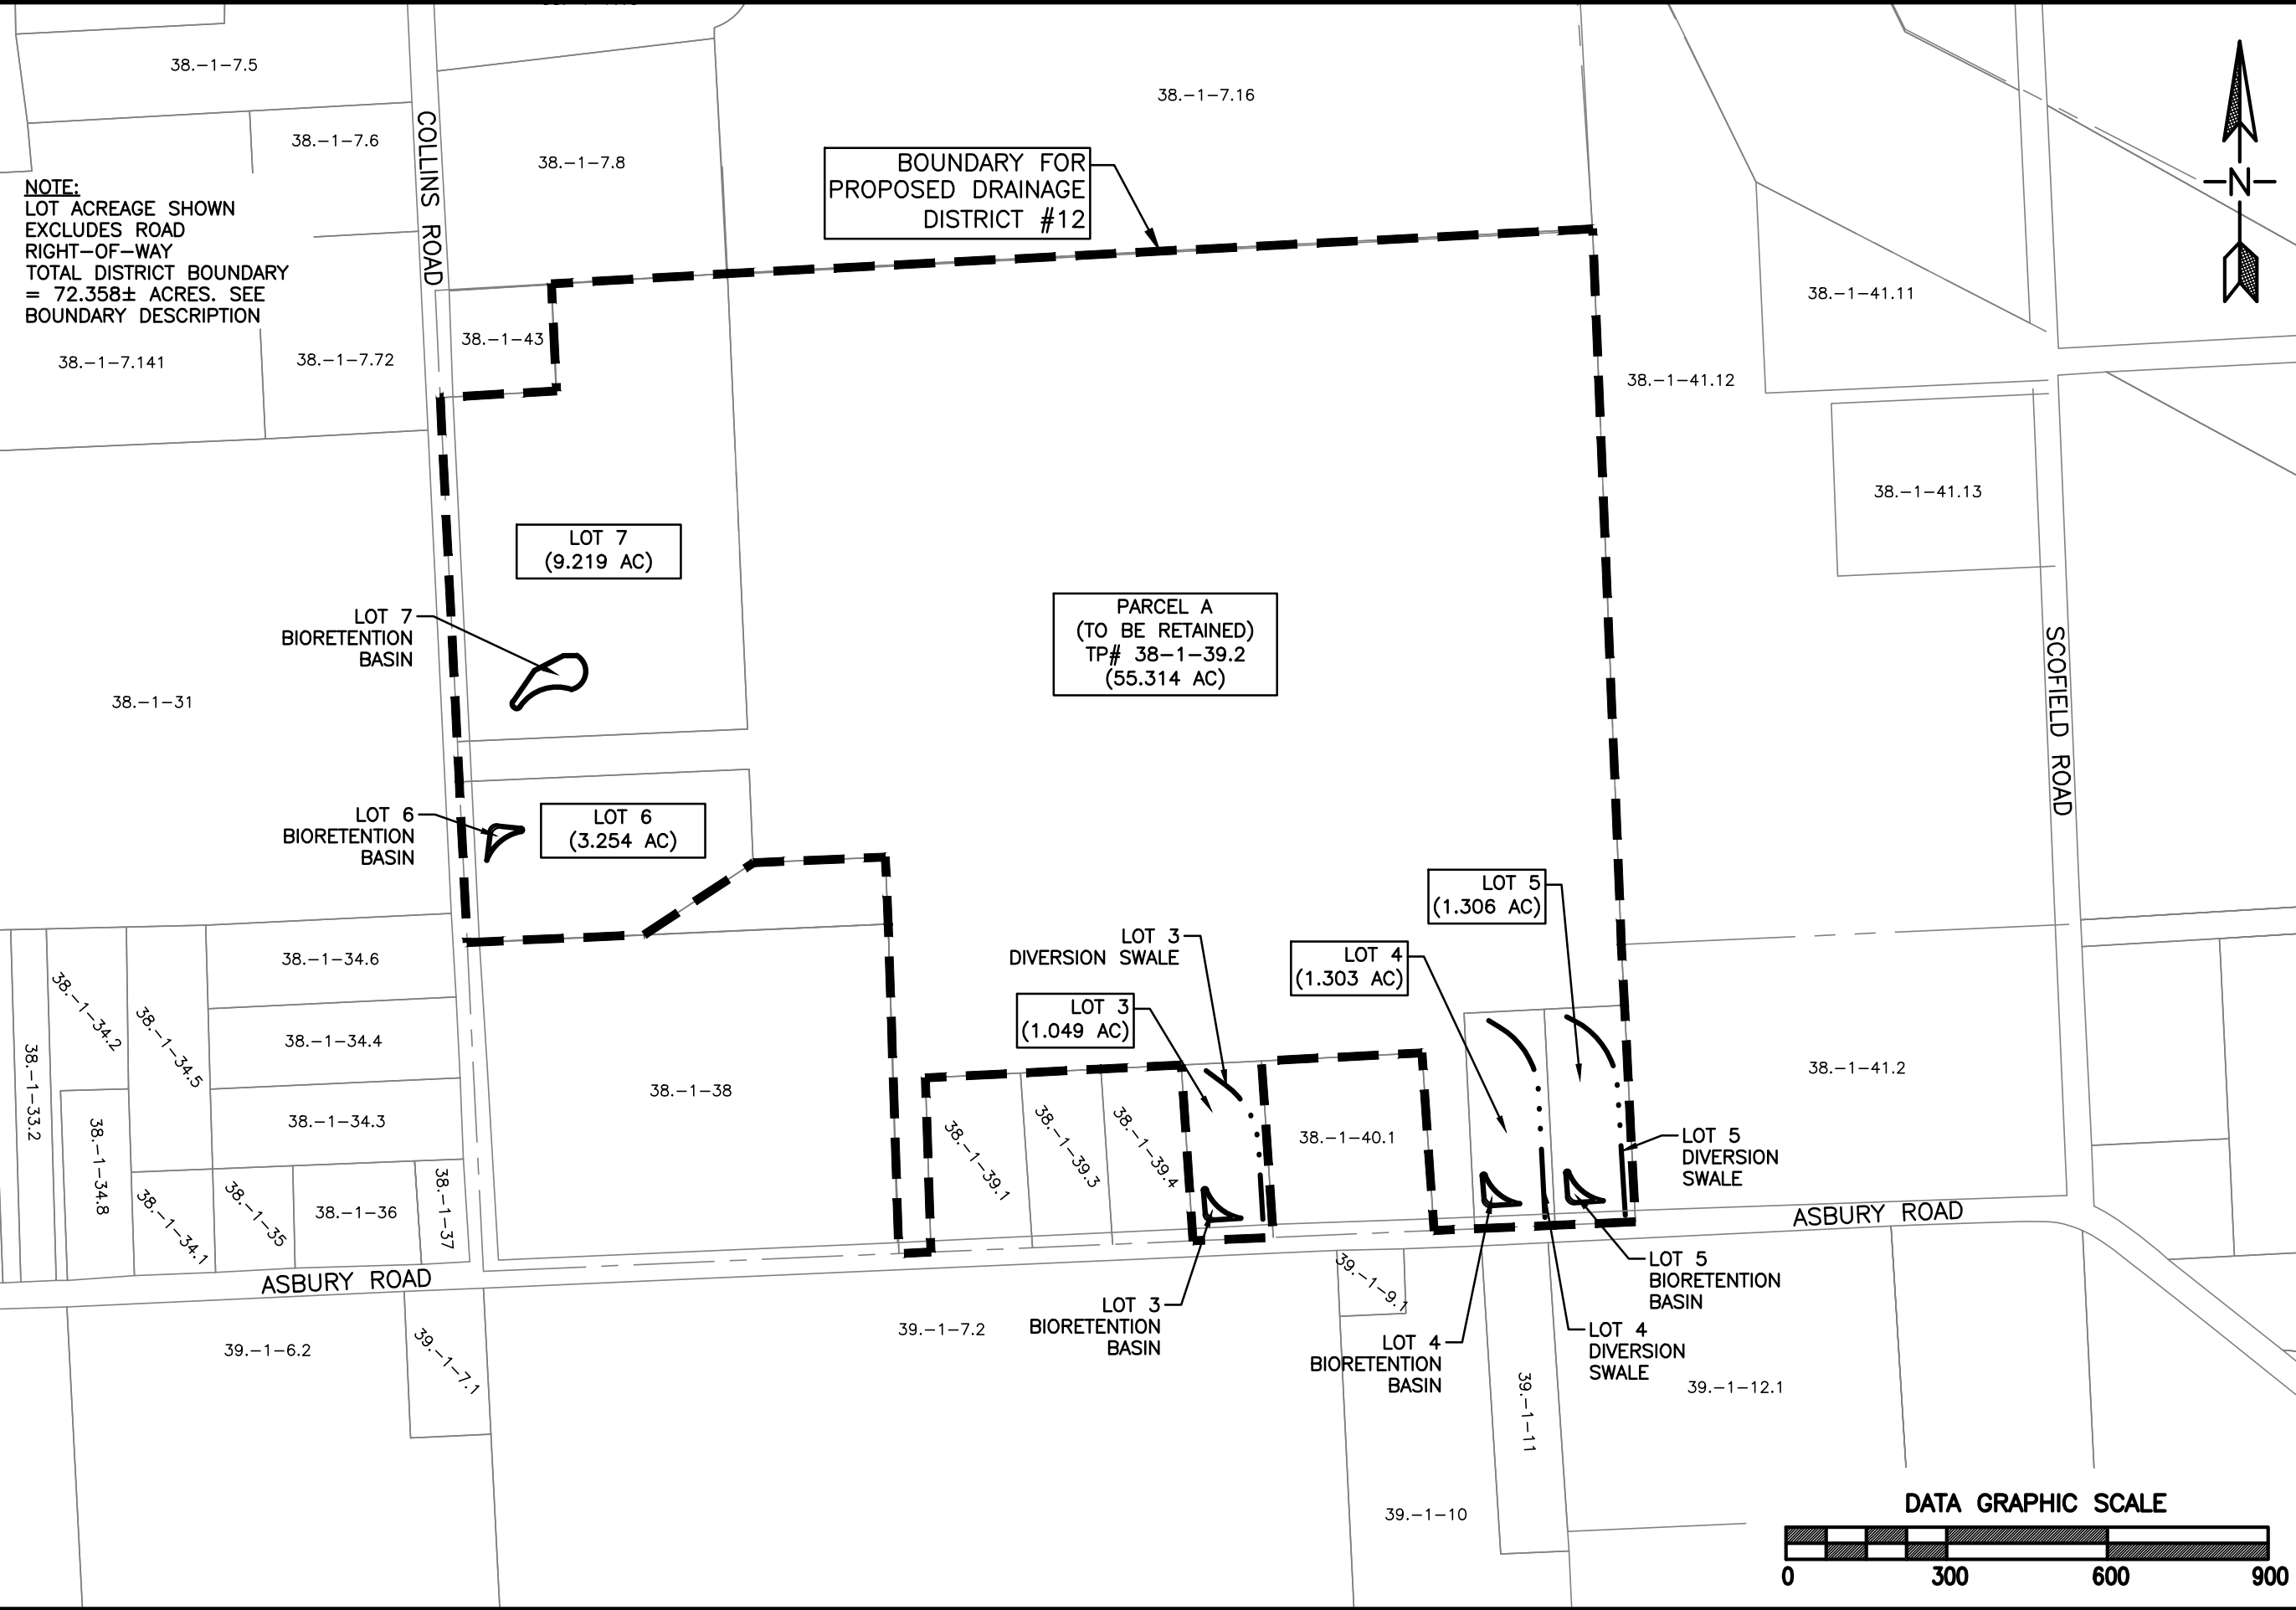 38.-1-7.5
38.-1-7.6
38.-1-7.8
38.-1-7.16
COLLINS ROAD
NOTE:
LOT ACREAGE SHOWN
EXCLUDES ROAD
RIGHT-OF-WAY
TOTAL DISTRICT BOUNDARY
= 72.358± ACRES. SEE
BOUNDARY DESCRIPTION
BOUNDARY FOR
PROPOSED DRAINAGE
DISTRICT #12
N
38.-1-41.11
38.-1-43
38.-1-7.141
38.-1-7.72
38.-1-41.12
38.-1-41.13
LOT 7
(9.219 AC)
PARCEL A
(TO BE RETAINED)
TP# 38-1-39.2
(55.314 AC)
LOT 7
BIORETENTION
BASIN
38.-1-31
SCOFIELD ROAD
LOT 6
BIORETENTION
BASIN
LOT 6
(3.254 AC)
LOT 5
(1.306 AC)
LOT 3
DIVERSION SWALE
LOT 4
(1.303 AC)
LOT 3
(1.049 AC)
38.-1-34.6
38.-1-34.2
38.-1-34.5
38.-1-34.4
38.-1-33.2
38.-1-34.8
38.-1-34.3
38.-1-38
38.-1-41.2
38.-1-39.1
38.-1-39.3
38.-1-39.4
38.-1-40.1
LOT 5
DIVERSION
SWALE
38.-1-34.1
38.-1-35
38.-1-36
38.-1-37
ASBURY ROAD
ASBURY ROAD
39.-1-9.1
LOT 5
BIORETENTION
BASIN
LOT 3
BIORETENTION
BASIN
LOT 4
BIORETENTION
BASIN
LOT 4
DIVERSION
SWALE
39.-1-6.2
39.-1-7.1
39.-1-7.2
39.-1-11
39.-1-12.1
39.-1-10
DATA GRAPHIC SCALE
0 300 600 900